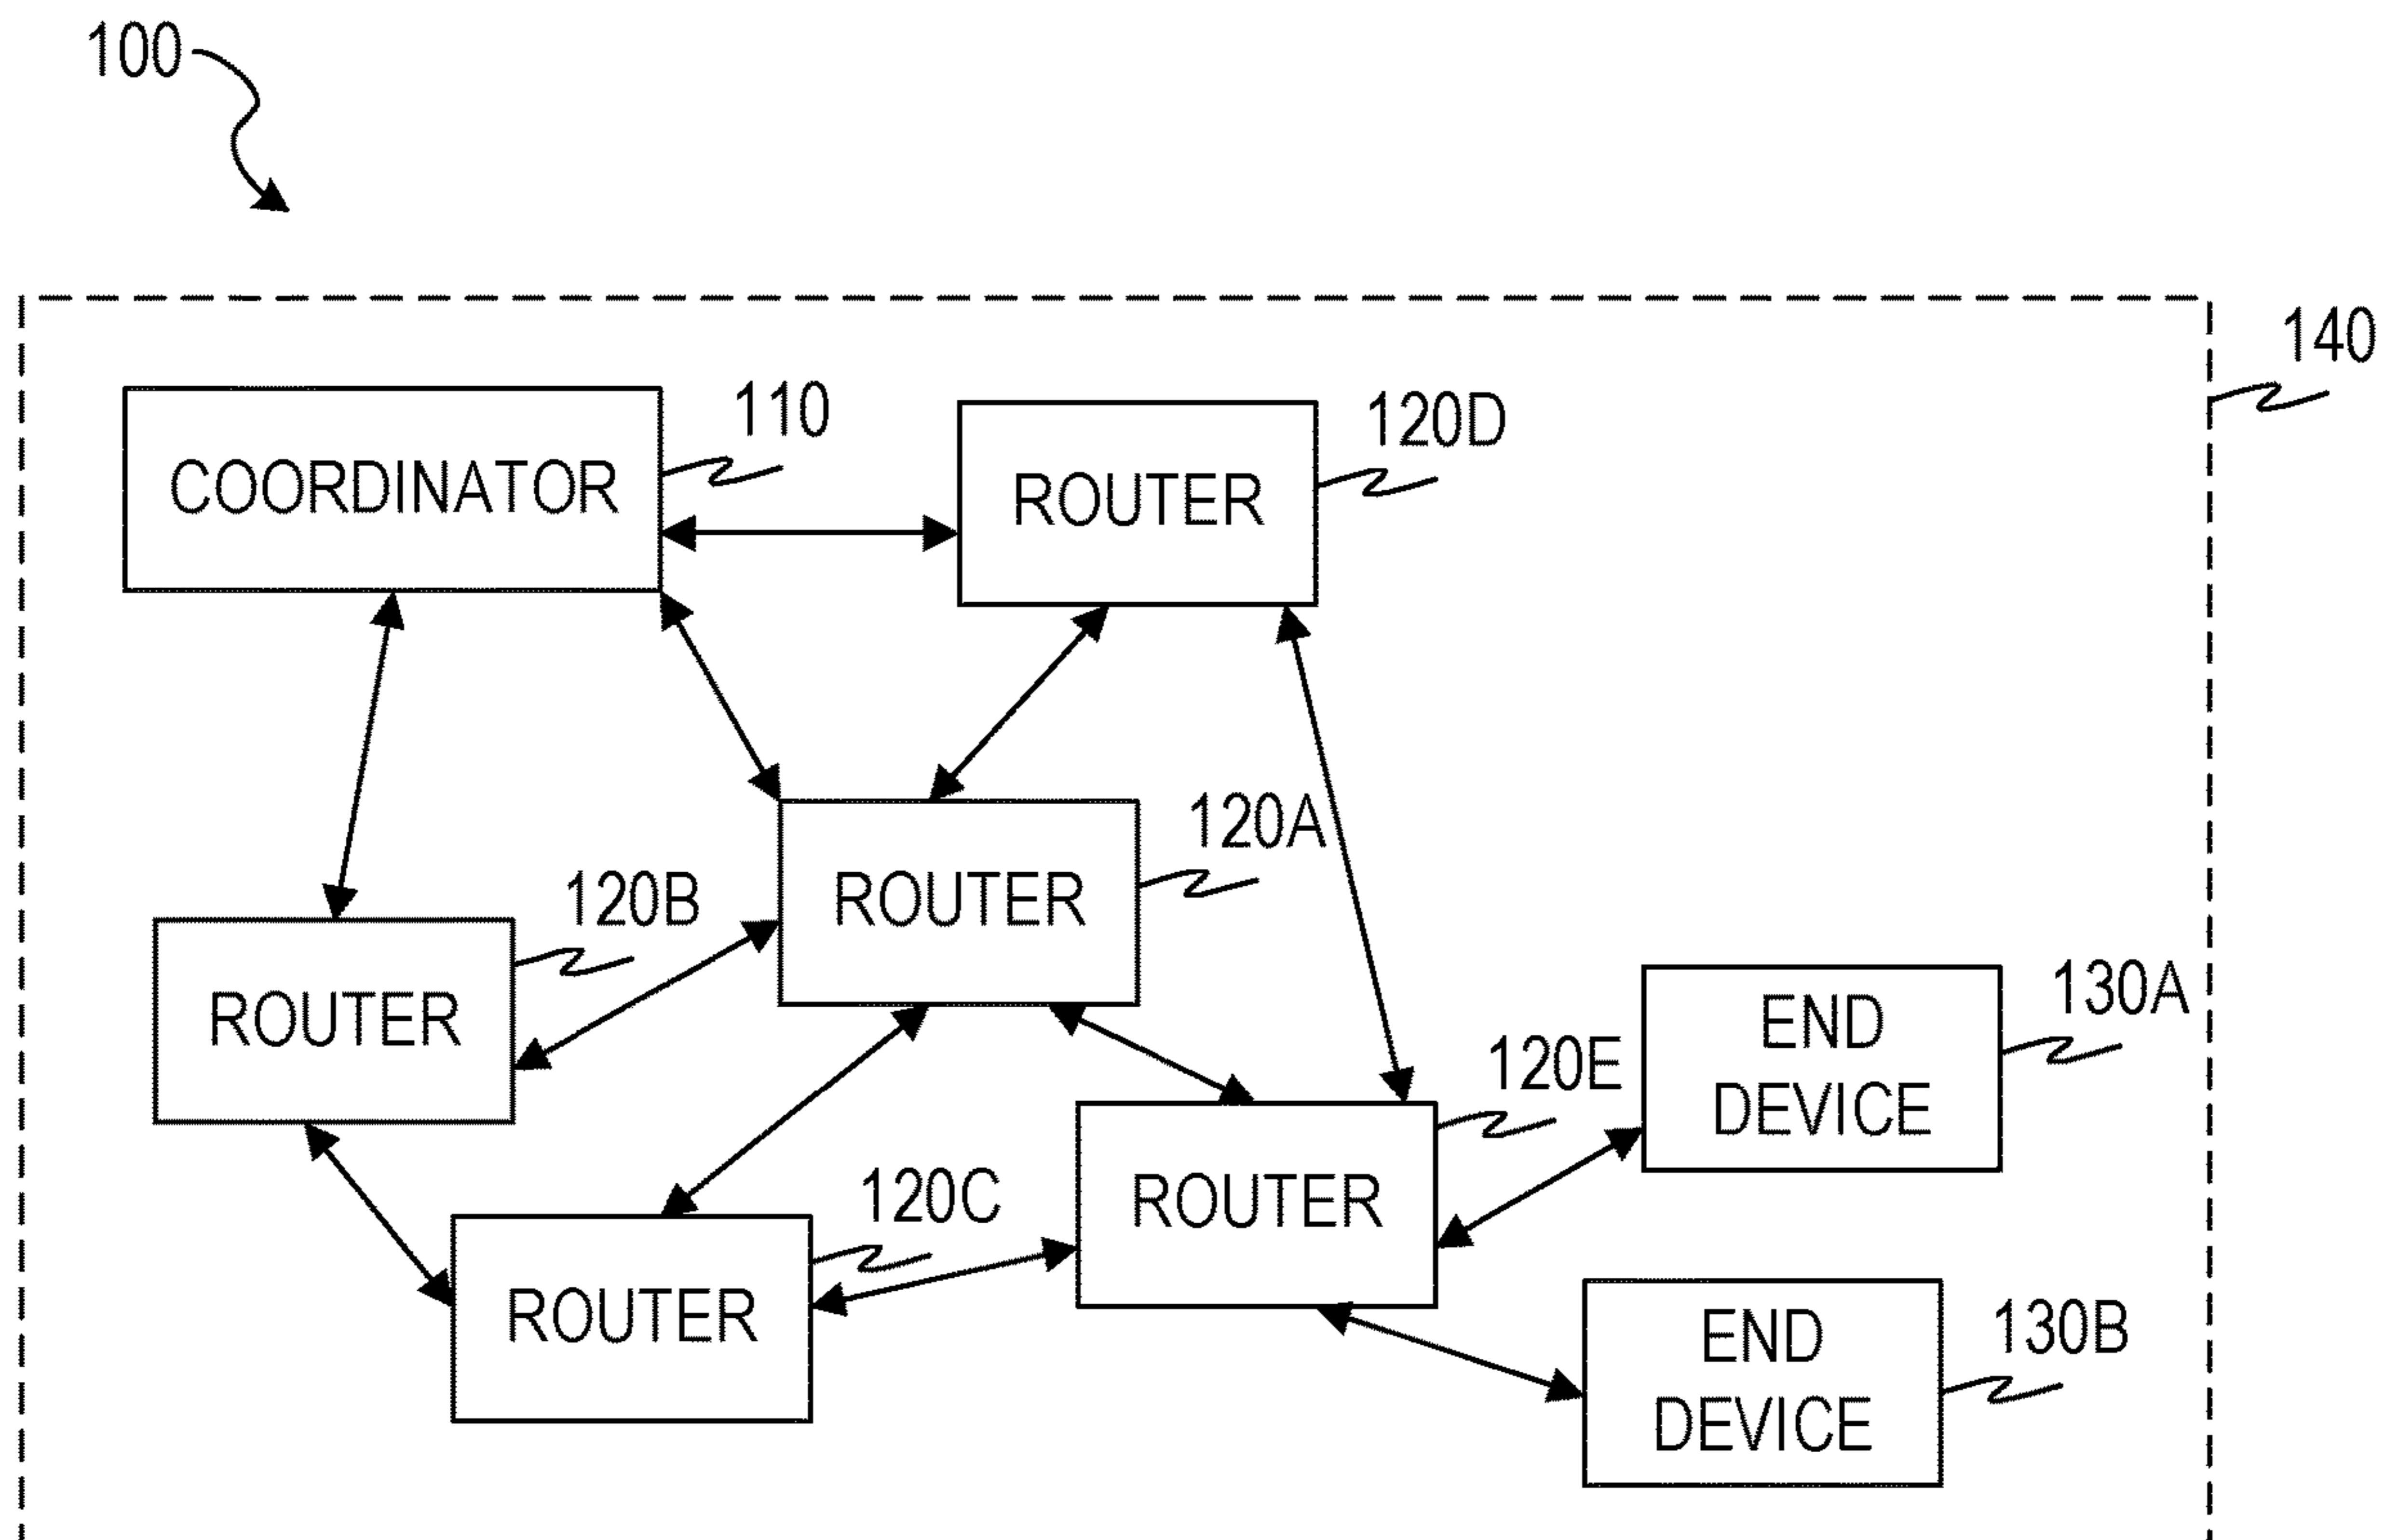 100
140
110
120D
COORDINATOR
ROUTER
120A
120B
ROUTER
130A
ROUTER
END
DEVICE
120E
120C
ROUTER
130B
ROUTER
END
DEVICE